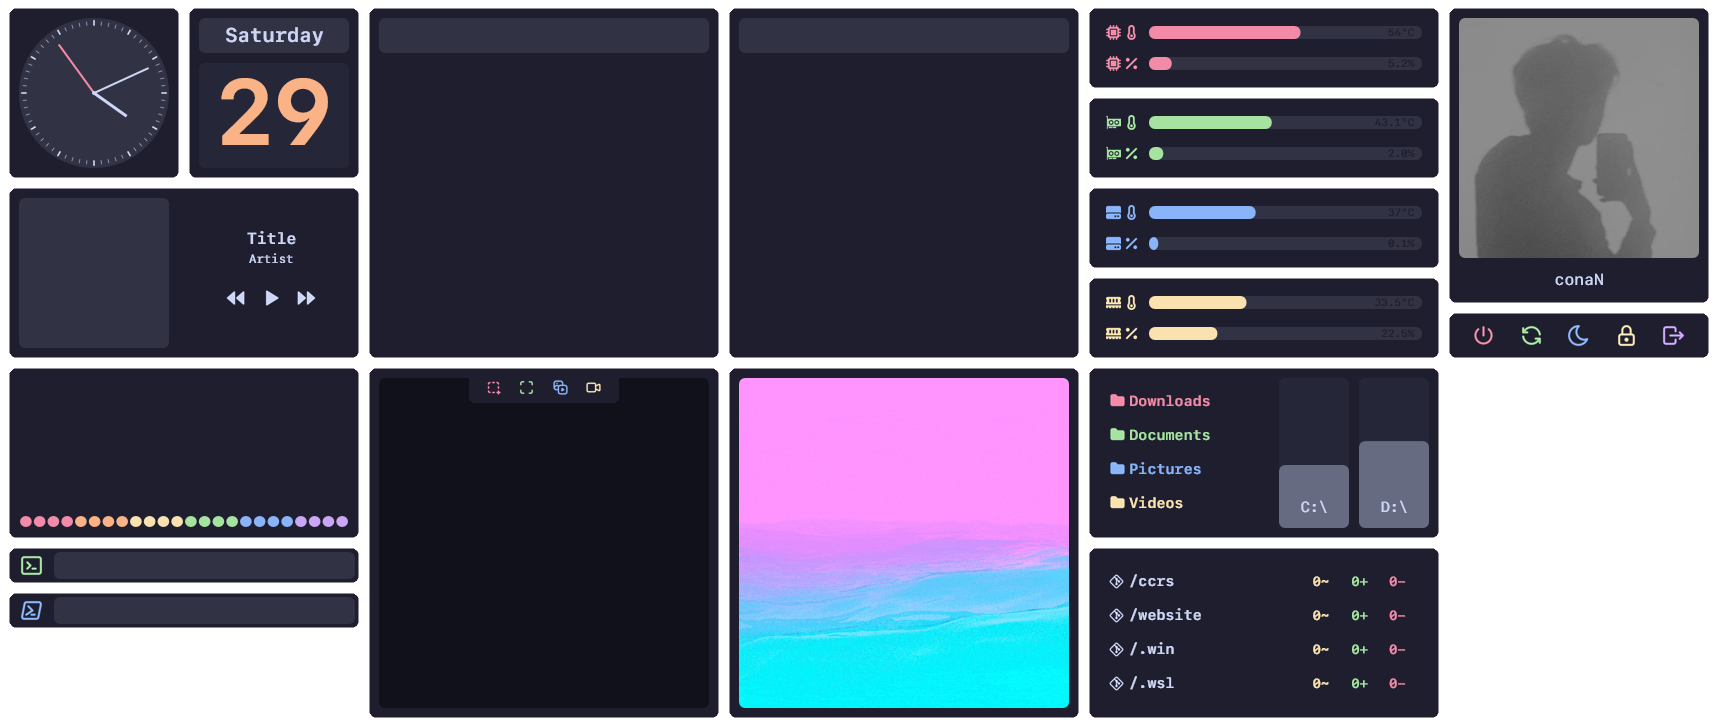 Saturday
29
Title
Artist
54°C
5.2%
43.1°C
2.0%
37°C
0.1%
33.5°C
22.5%
conaN
Downloads
Documents
Pictures
Videos
C:\
D:\
/ccrs 0~ 0+ 0-
/website 0~ 0+ 0-
/.win 0~ 0+ 0-
/.wsl 0~ 0+ 0-